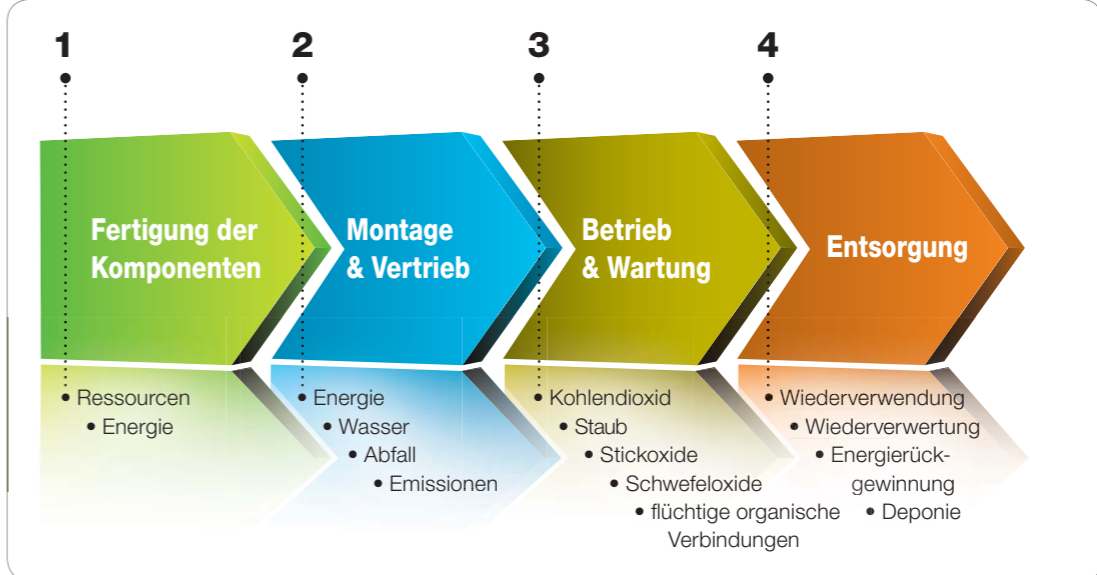 1
2
3
4
Fertigung der
Komponenten
Montage
& Vertrieb
Betrieb
& Wartung
Entsorgung
• Ressourcen
• Energie
• Energie
• Wasser
• Abfall
• Emissionen
• Kohlendioxid
• Staub
• Stickoxide
• Schwefeloxide
• flüchtige organische
Verbindungen
• Wiederverwendung
• Wiederverwertung
• Energierück-
gewinnung
• Deponie